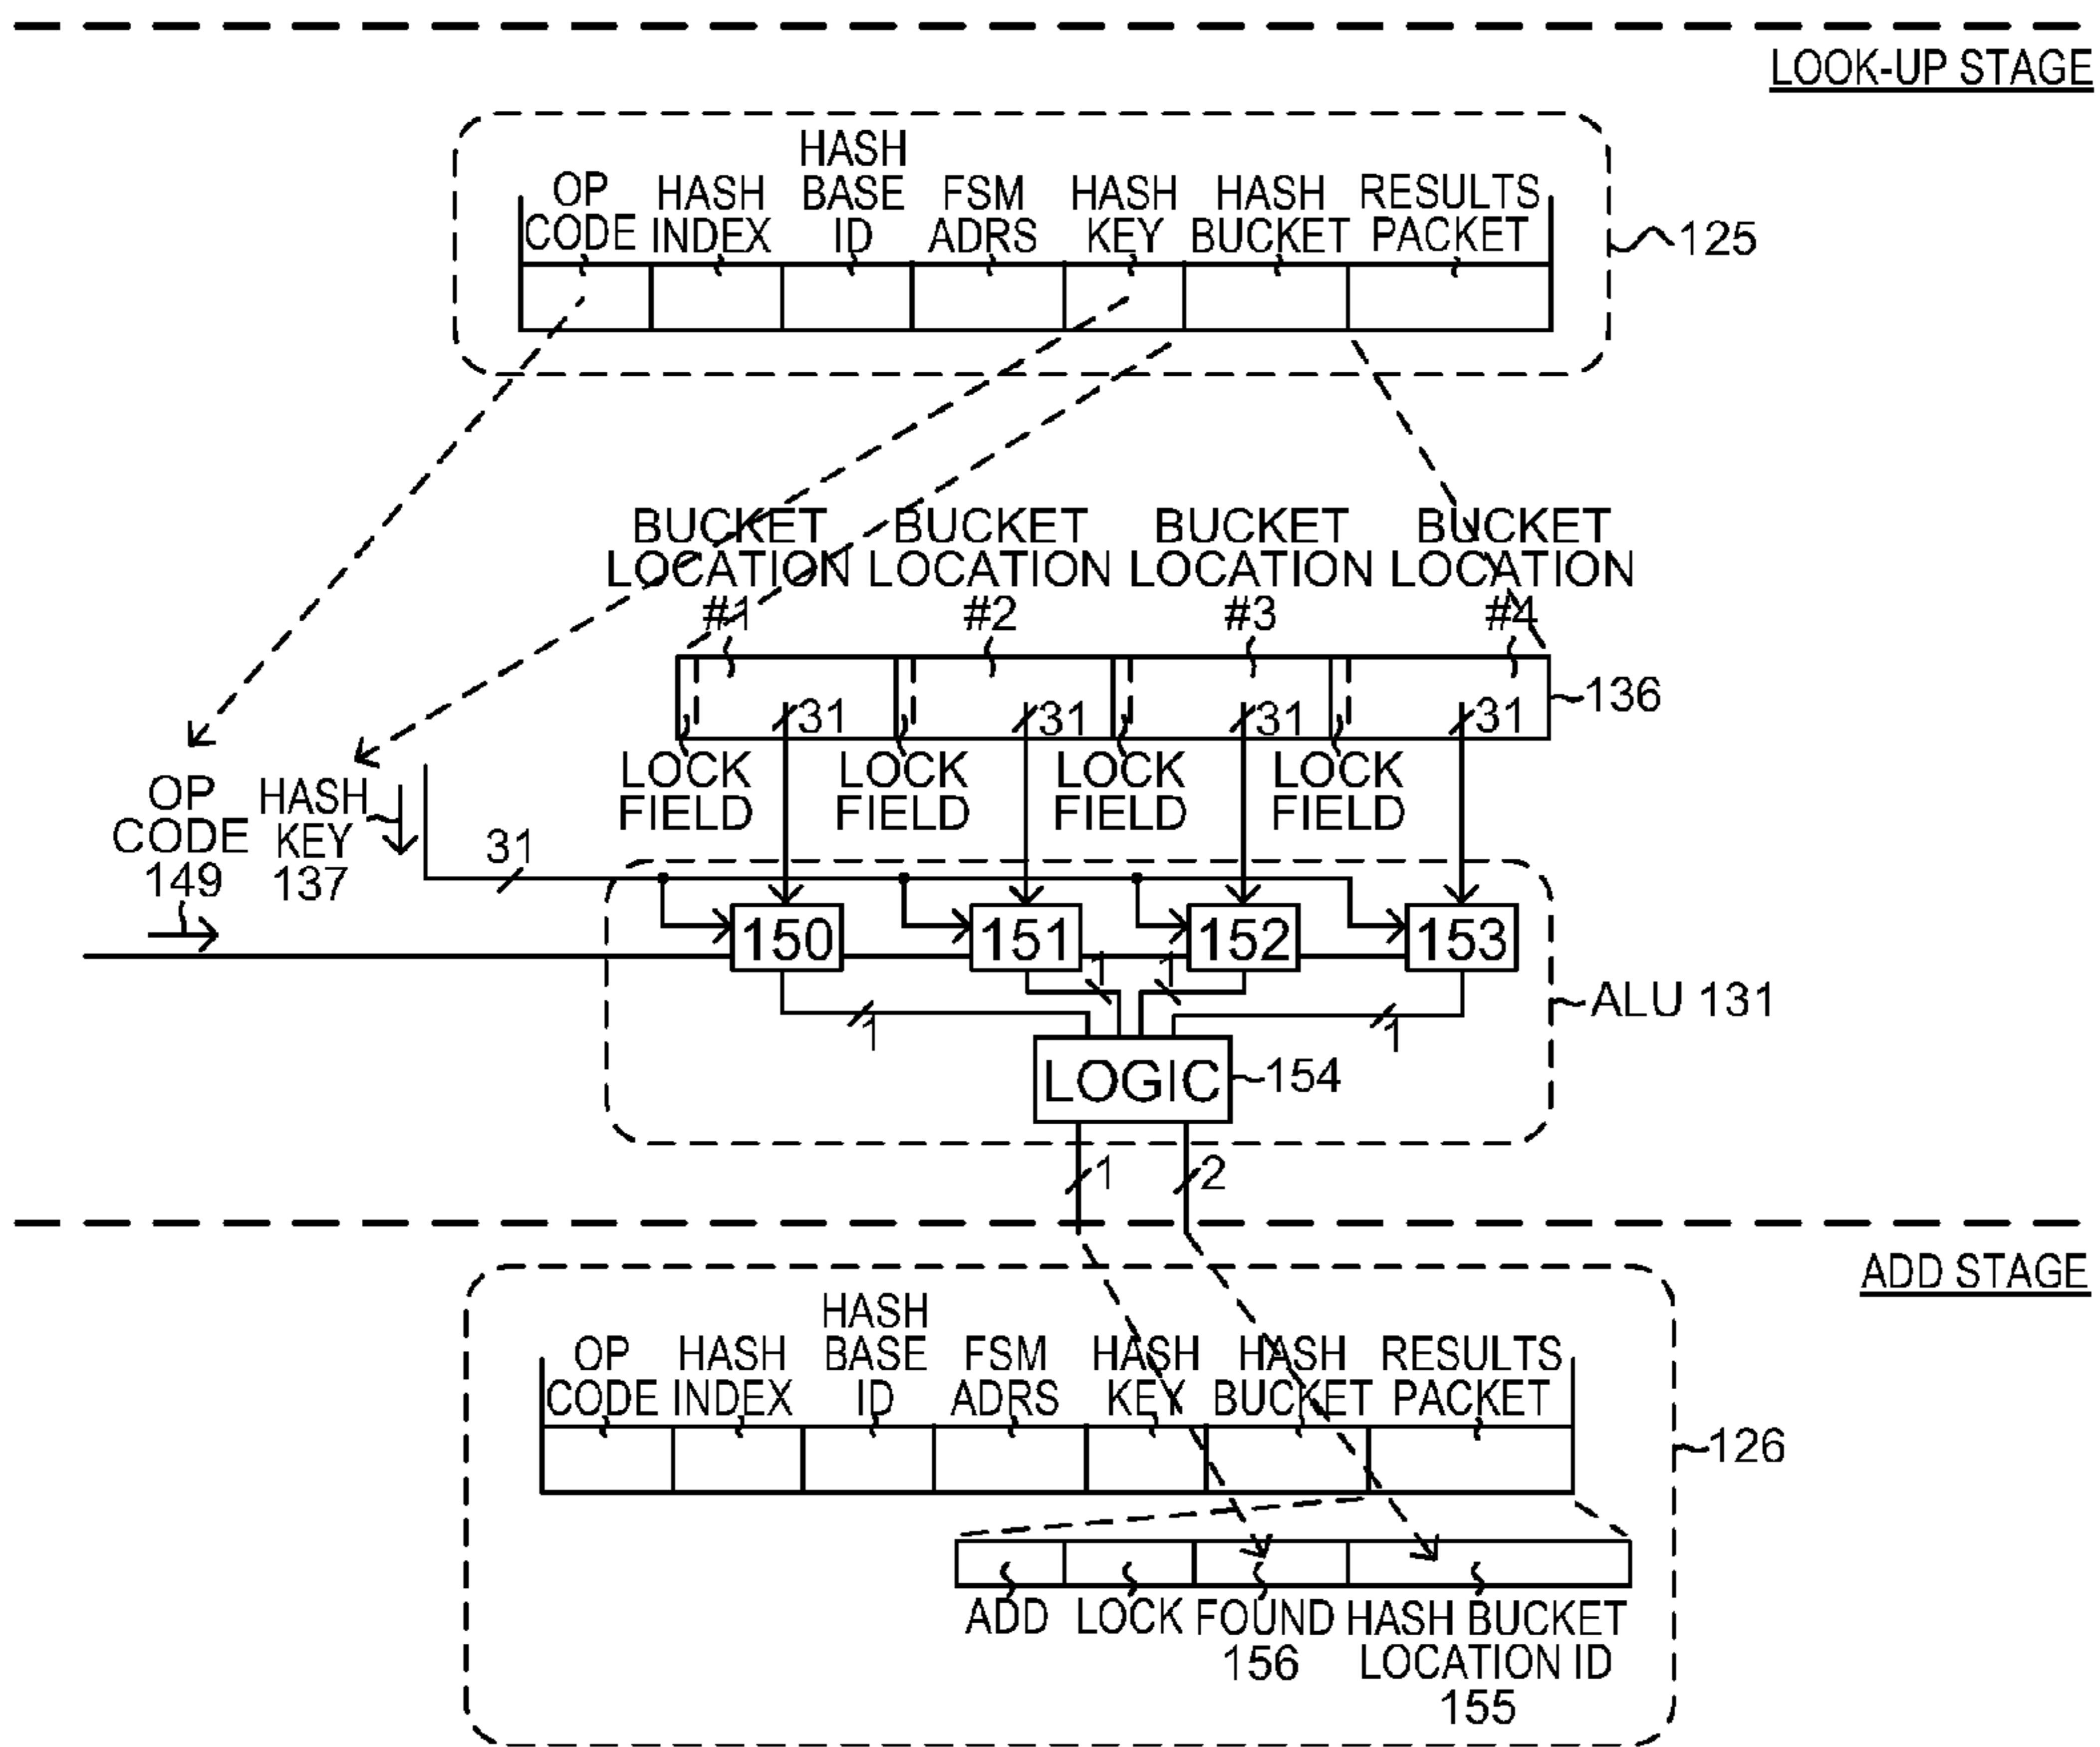 LOOK-UP STAGE
OP CODE
HASH INDEX
HASH BASE ID
FSM ADRS
HASH KEY
HASH BUCKET
RESULTS PACKET
125
BUCKET LOCATION #1
BUCKET LOCATION #2
BUCKET LOCATION #3
BUCKET LOCATION #4
31
31
31
31
136
LOCK FIELD
LOCK FIELD
LOCK FIELD
LOCK FIELD
OP CODE 149
HASH KEY 137
31
150
151
152
153
1
1
1
1
ALU 131
LOGIC
154
1
2
ADD STAGE
OP CODE
HASH INDEX
HASH BASE ID
FSM ADRS
HASH KEY
HASH BUCKET
RESULTS PACKET
126
ADD
LOCK
FOUND 156
HASH BUCKET LOCATION ID 155